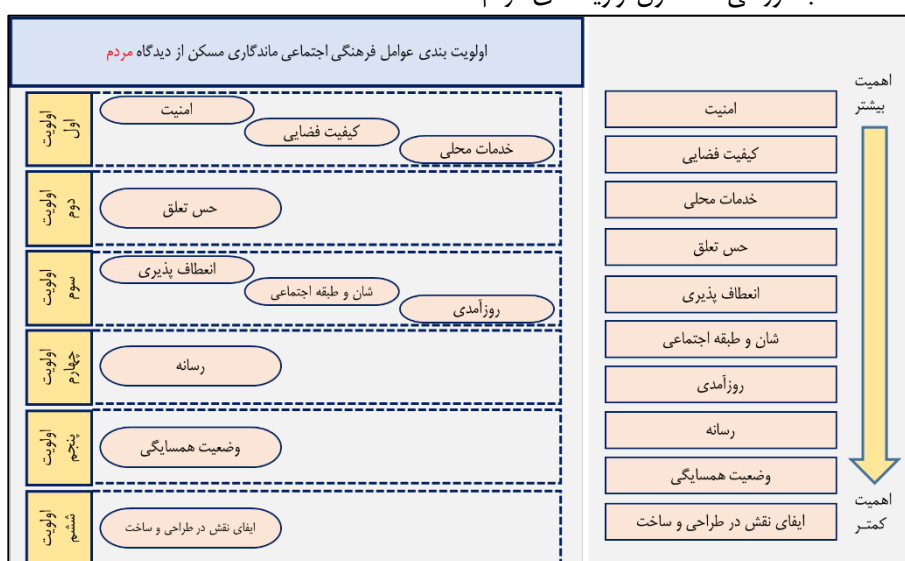 اولویت بندی عوامل فرهنگی اجتماعی ماندگاری مسکن از دیدگاه مردم
اهمیت
بیشتر
امنیت
کیفیت فضایی
خدمات محلی
حس تعلق
انعطاف پذیری
شان و طبقه اجتماعی
روزآمدی
رسانه
وضعیت همسایگی
ایفای نقش در طراحی و ساخت
اهمیت
کمتر
اولویت
اول
امنیت
کیفیت فضایی
خدمات محلی
اولویت
دوم
حس تعلق
اولویت
سوم
انعطاف پذیری
شان و طبقه اجتماعی
روزآمدی
اولویت
چهارم
رسانه
اولویت
پنجم
وضعیت همسایگی
اولویت
ششم
ایفای نقش در طراحی و ساخت